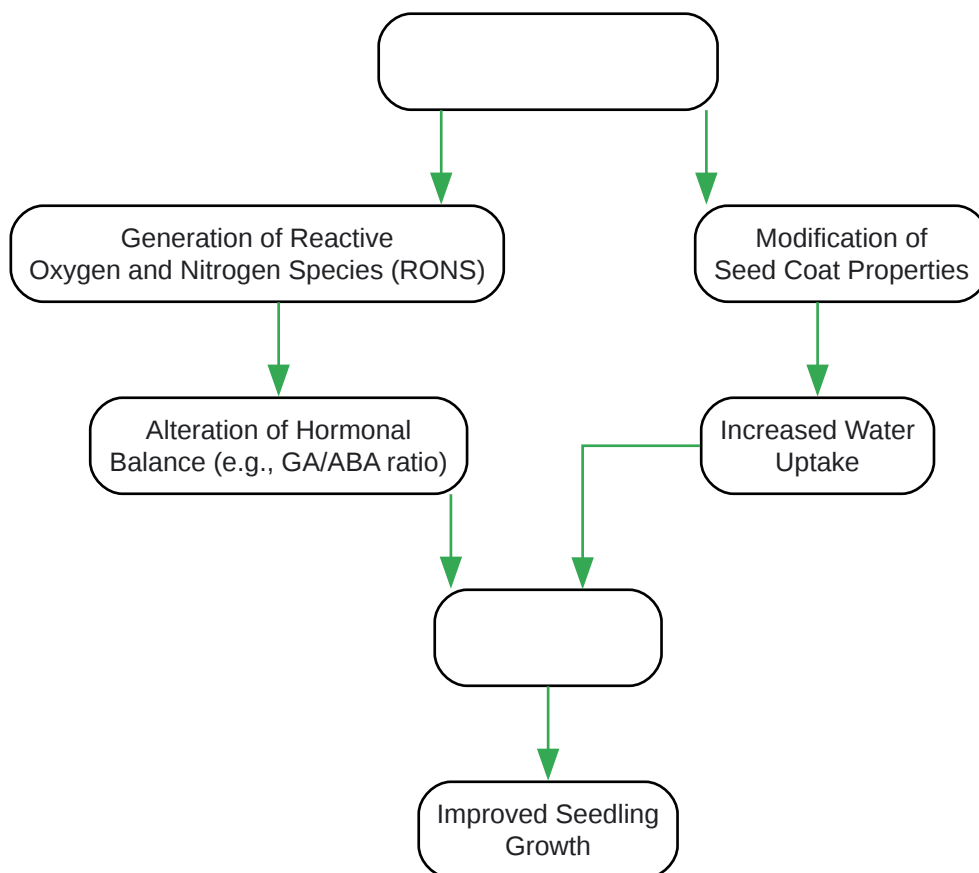 Generation of Reactive
Oxygen and Nitrogen Species (RONS)
Modification of
Seed Coat Properties
Alteration of Hormonal
Balance (e.g., GA/ABA ratio)
Increased Water
Uptake
Improved Seedling
Growth